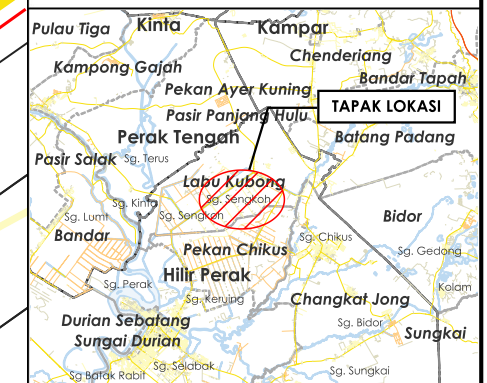 Pulau Tiga
Kinta
Kampar
Chenderiang
Kampong Gajah
Bandar Tapah
Pekan Ayer Kuning
TAPAK LOKASI
Pasir Panjang Hulu
Perak Tengah
Batang Padang
Pasir Salak
Sg. Terus
Labu Kubong
Sg. Kinta
Sg. Sengkoh
Sg. Lumt
Sg. Sengkoh
Bidor
Bandar
Sg. Chikus
Pekan Chikus
Sg. Gedong
Hilir Perak
Sg. Perak
Kolam
Sg. Keruing
Changkat Jong
Durian Sebatang
Sg. Bidor
Sungkai
Sungai Durian
Sg. Selabak
Sg Batak Rabit
Sg. Sungkai